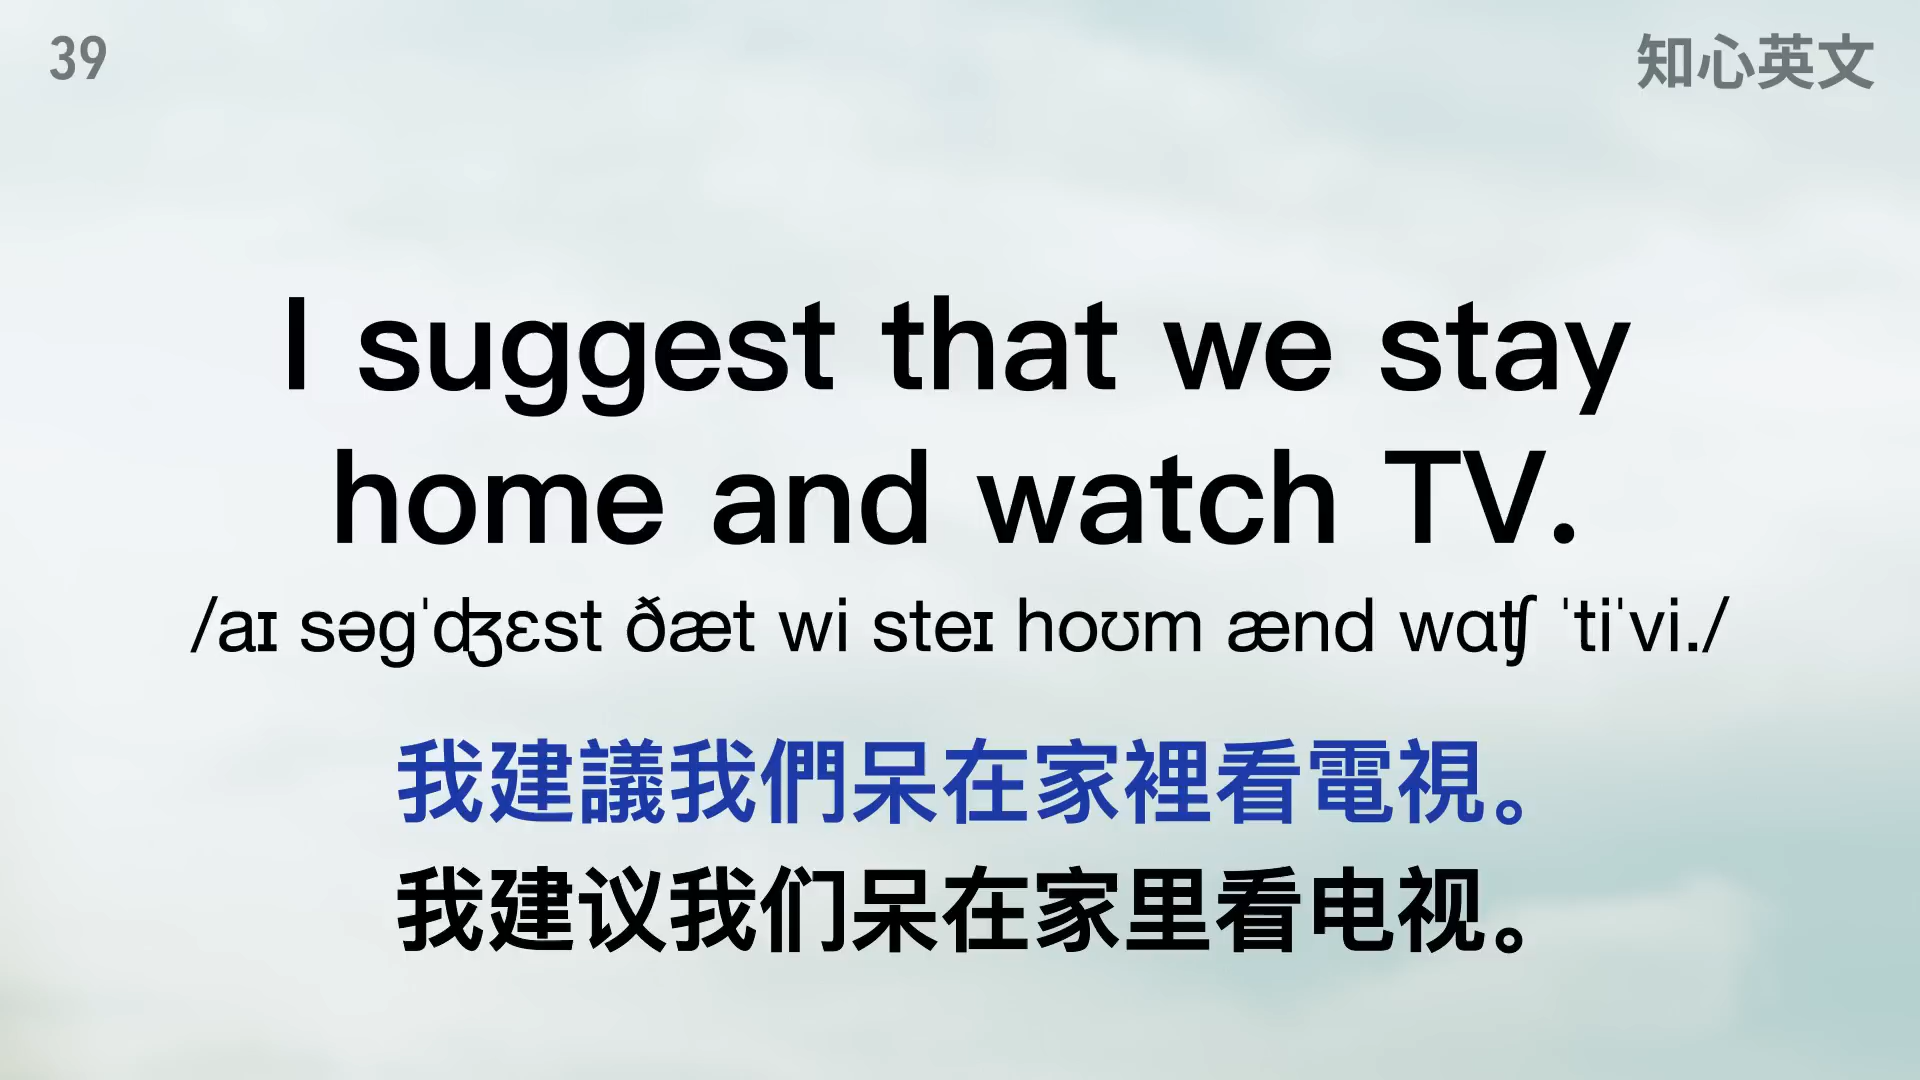 39
知心英文
I suggest that we stay
home and watch TV.
/aɪ səgˈʤɛst ðæt wi steɪ hoʊm ænd wɑʧ ˈtiˈvi./
我建議我們呆在家裡看電視。
我建议我们呆在家里看电视。